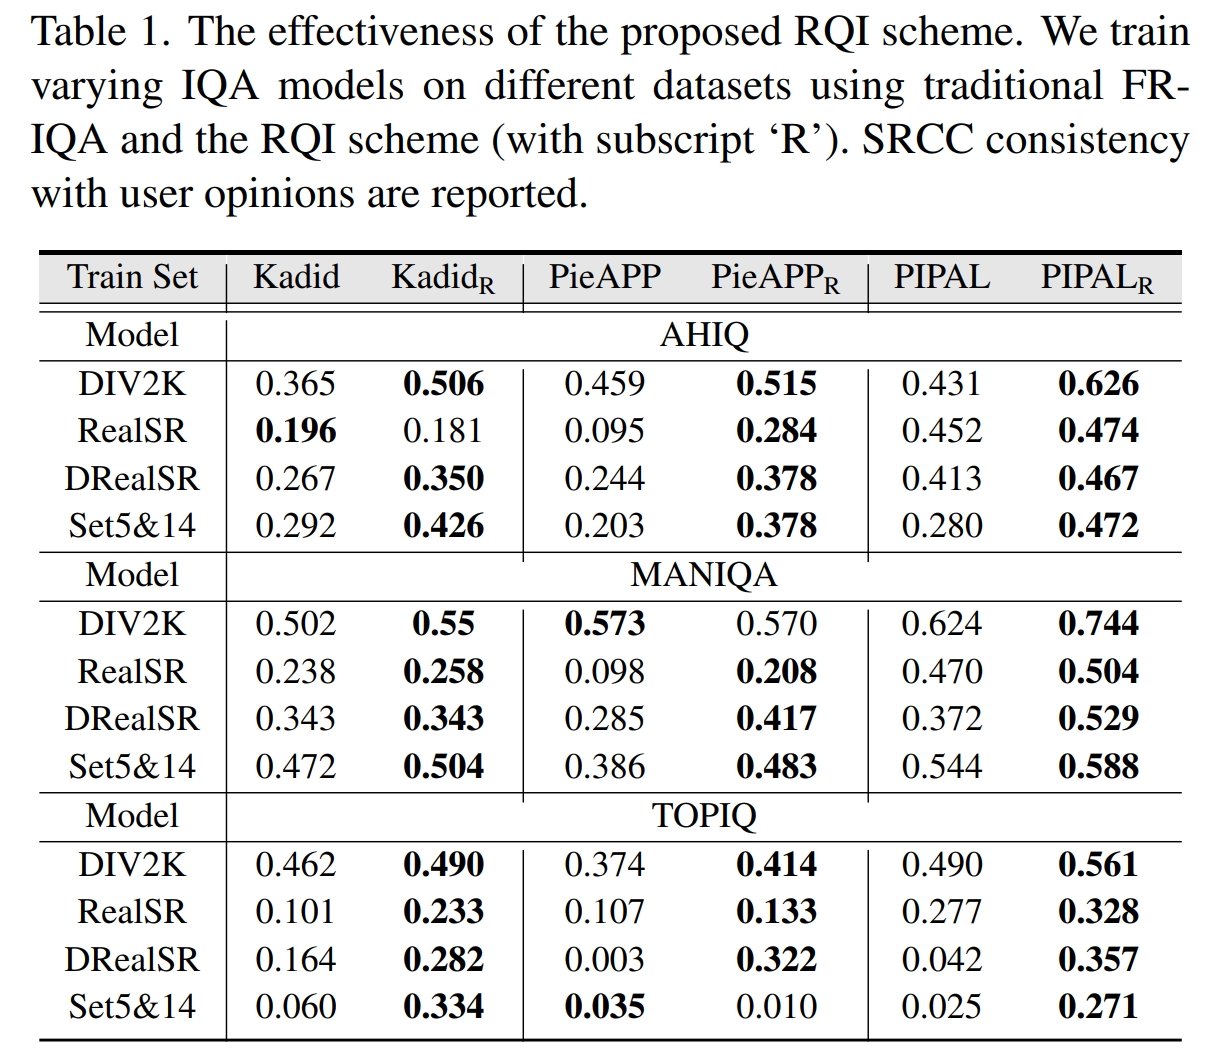 Table 1. The effectiveness of the proposed RQI scheme. We train
varying IQA models on different datasets using traditional FR-
IQA and the RQI scheme (with subscript ‘R’). SRCC consistency
with user opinions are reported.
Train Set Kadid Kadid_R PieAPP PieAPP_R PIPAL PIPAL_R
Model AHIQ
DIV2K 0.365 0.506 0.459 0.515 0.431 0.626
RealSR 0.196 0.181 0.095 0.284 0.452 0.474
DRealSR 0.267 0.350 0.244 0.378 0.413 0.467
Set5&14 0.292 0.426 0.203 0.378 0.280 0.472
Model MANIQA
DIV2K 0.502 0.55 0.573 0.570 0.624 0.744
RealSR 0.238 0.258 0.098 0.208 0.470 0.504
DRealSR 0.343 0.343 0.285 0.417 0.372 0.529
Set5&14 0.472 0.504 0.386 0.483 0.544 0.588
Model TOPIQ
DIV2K 0.462 0.490 0.374 0.414 0.490 0.561
RealSR 0.101 0.233 0.107 0.133 0.277 0.328
DRealSR 0.164 0.282 0.003 0.322 0.042 0.357
Set5&14 0.060 0.334 0.035 0.010 0.025 0.271